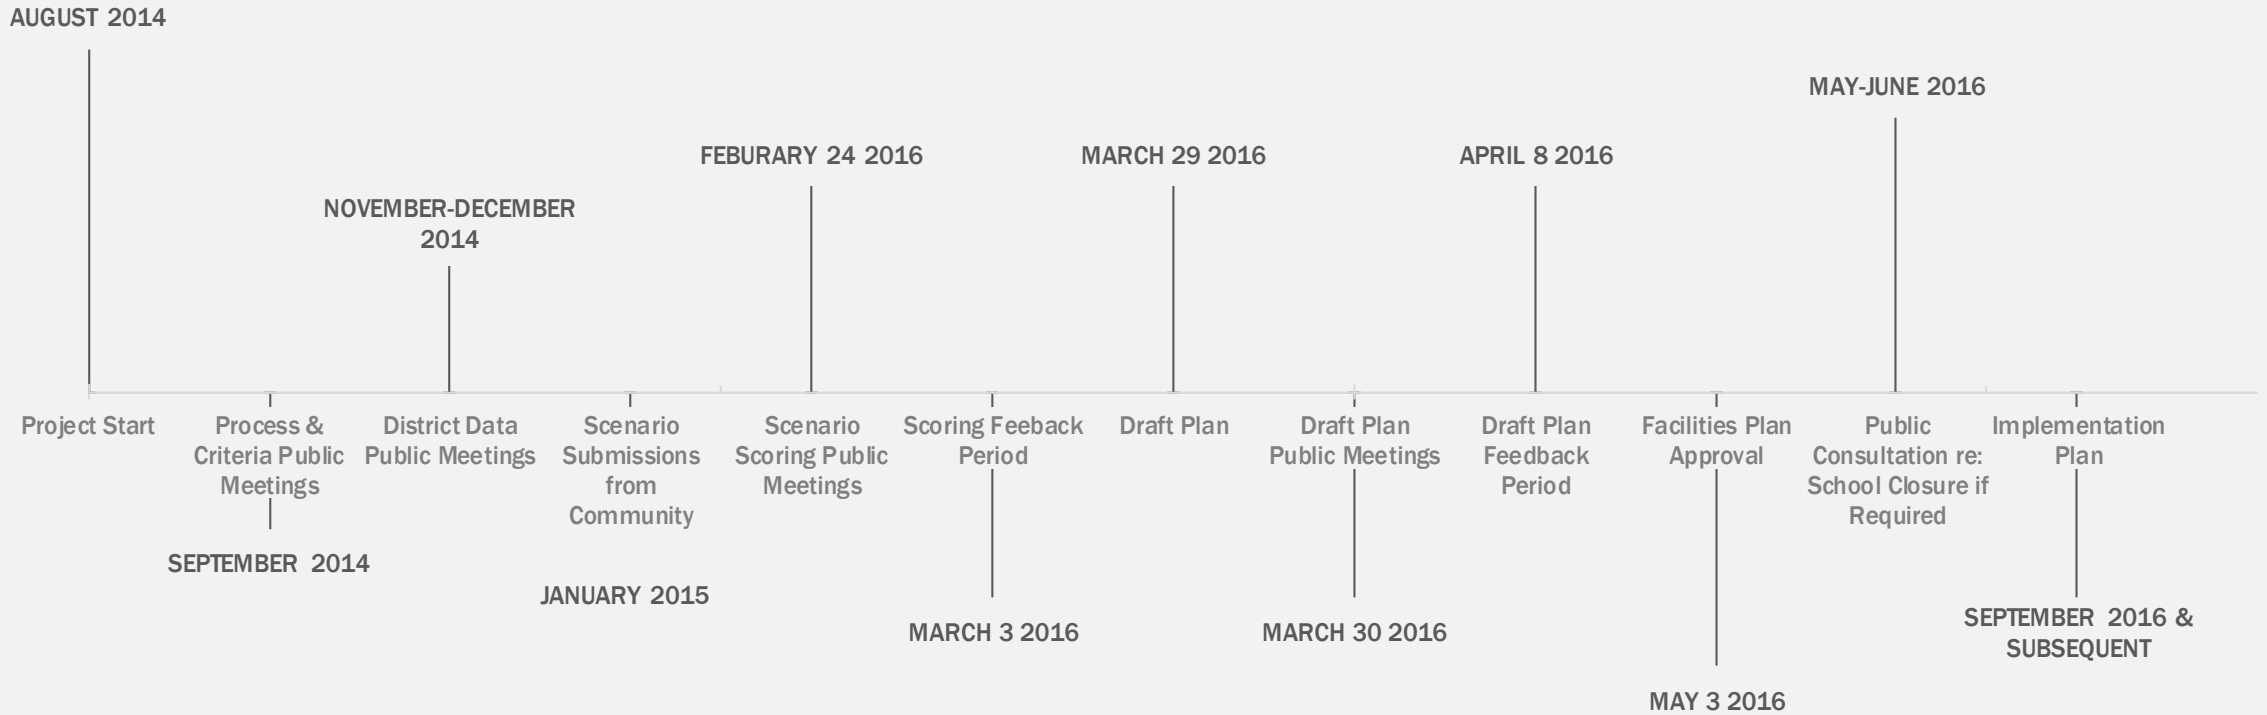 AUGUST 2014
Project Start
Process &
Criteria Public
Meetings
SEPTEMBER 2014
NOVEMBER-DECEMBER
2014
District Data
Public Meetings
Scenario
Submissions
from
Community
JANUARY 2015
FEBURARY 24 2016
Scenario
Scoring Public
Meetings
Scoring Feeback
Period
MARCH 3 2016
MARCH 29 2016
Draft Plan
Draft Plan
Public Meetings
MARCH 30 2016
APRIL 8 2016
Draft Plan
Feedback
Period
Facilities Plan
Approval
MAY 3 2016
MAY-JUNE 2016
Public
Consultation re:
School Closure if
Required
Implementation
Plan
SEPTEMBER 2016 &
SUBSEQUENT